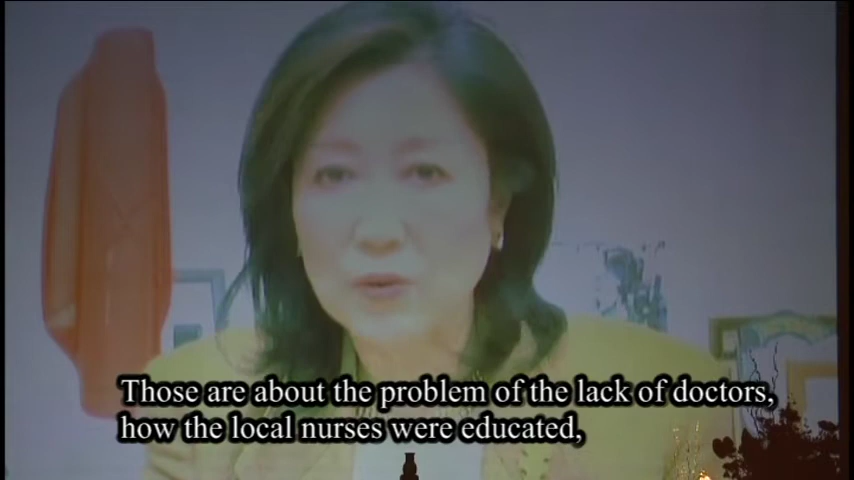 Those are about the problem of the lack of doctors,
how the local nurses were educated,